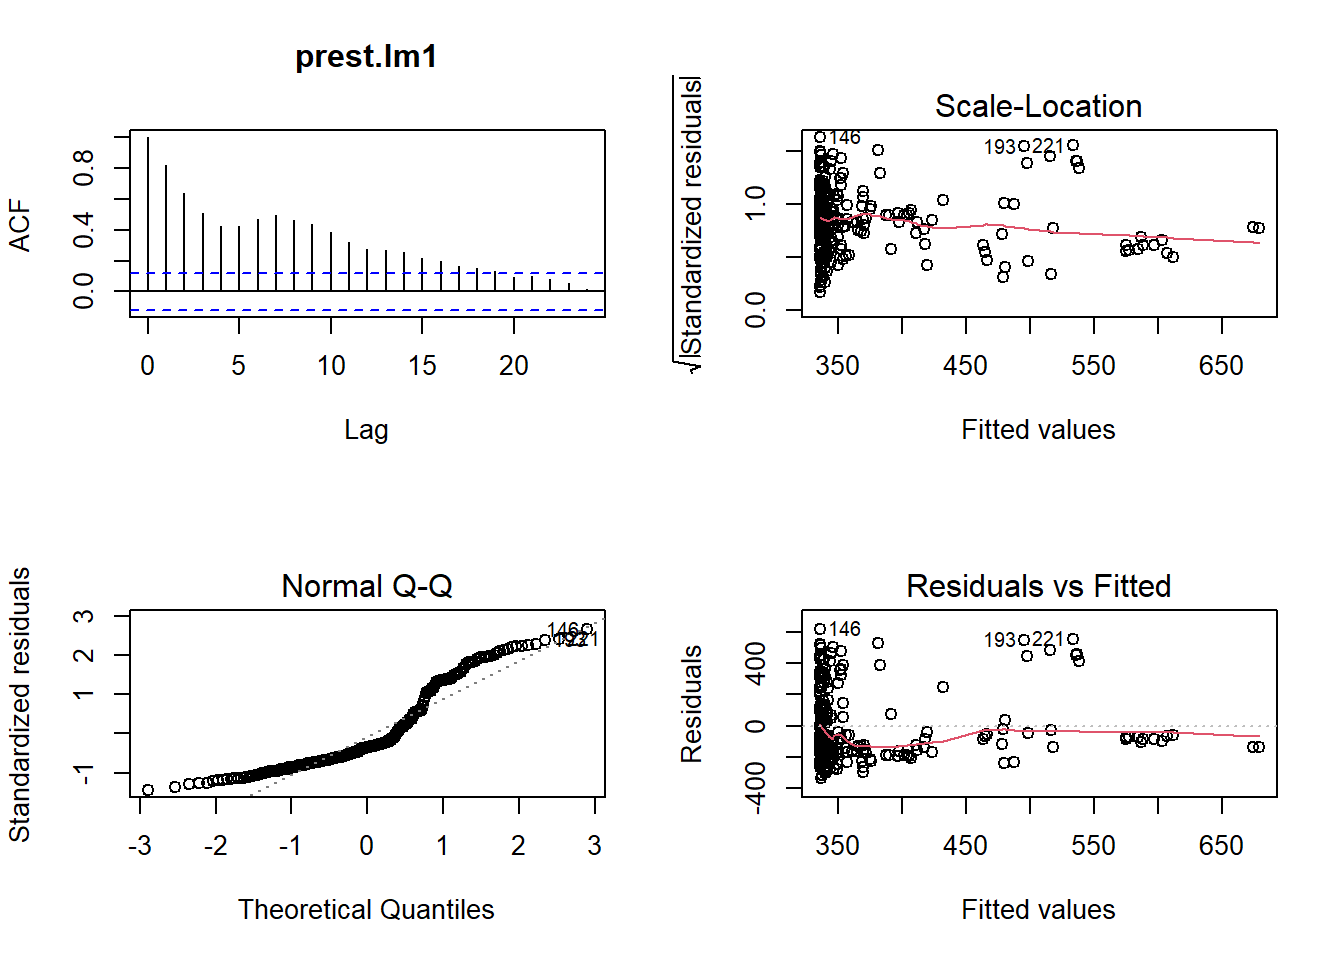 prest.lm1
ACF
0.0 0.4 0.8
0 5 10 15 20
Lag
Scale-Location
√|Standardized residuals|
0.0 1.0
146
193 221
350 450 550 650
Fitted values
Normal Q-Q
Standardized residuals
-1 1 2 3
146
193
221
-3 -2 -1 0 1 2 3
Theoretical Quantiles
Residuals vs Fitted
Residuals
-400 0 400
146
193 221
350 450 550 650
Fitted values